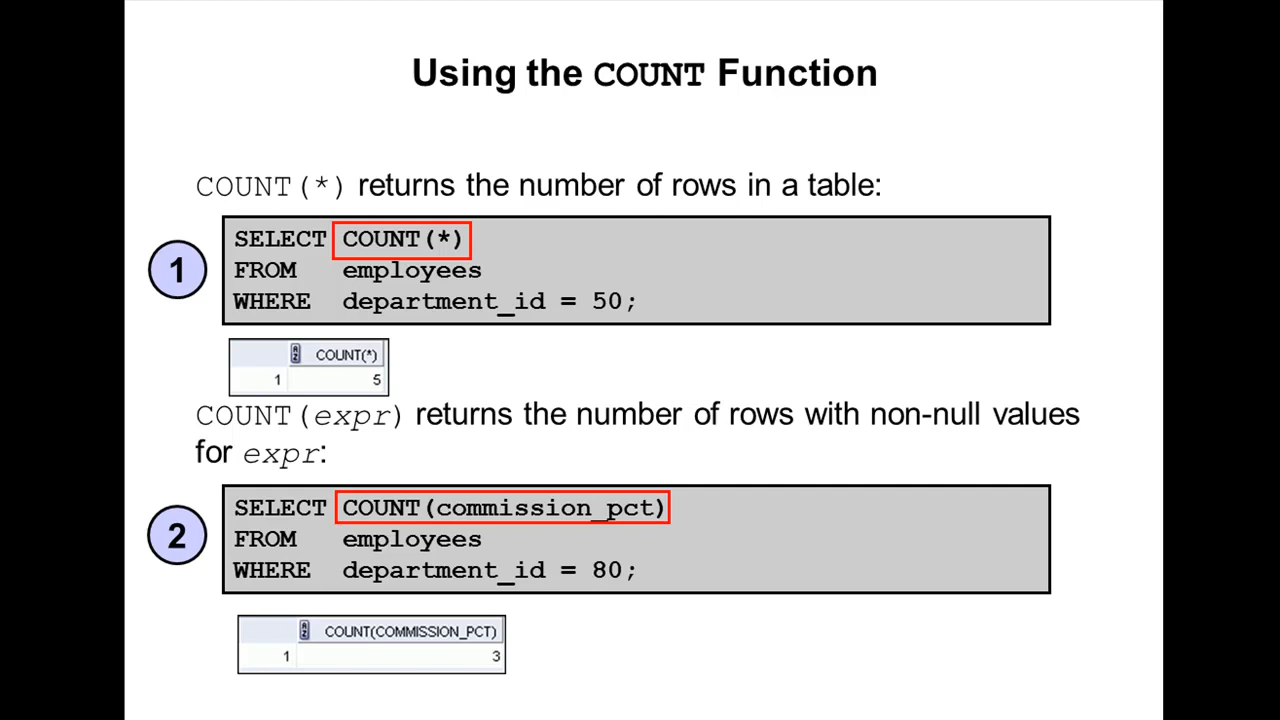 Using the COUNT Function
COUNT(*) returns the number of rows in a table:
1
SELECT COUNT(*)
FROM employees
WHERE department_id = 50;
COUNT(*)
1 5
COUNT(expr) returns the number of rows with non-null values
for expr:
2
SELECT COUNT(commission_pct)
FROM employees
WHERE department_id = 80;
COUNT(COMMISSION_PCT)
1 3